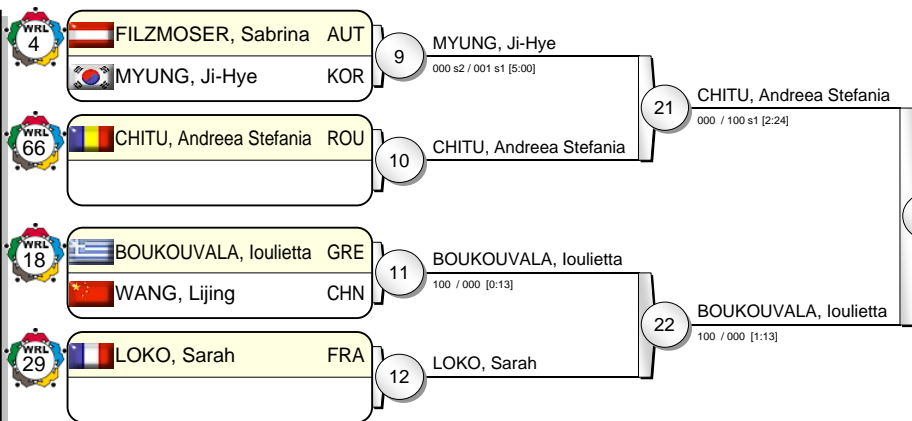 WRL
4
FILZMOSER, Sabrina AUT
MYUNG, Ji-Hye KOR
9
MYUNG, Ji-Hye
000 s2 / 001 s1 [5:00]
WRL
66
CHITU, Andreea Stefania ROU
10
CHITU, Andreea Stefania
21
CHITU, Andreea Stefania
000 / 100 s1 [2:24]
WRL
18
BOUKOUVALA, Ioulietta GRE
WANG, Lijing CHN
11
BOUKOUVALA, Ioulietta
100 / 000 [0:13]
WRL
29
LOKO, Sarah FRA
12
LOKO, Sarah
22
BOUKOUVALA, Ioulietta
100 / 000 [1:13]